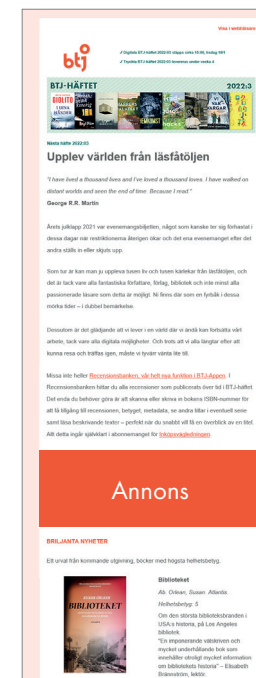 Visa i webbläsare
btj
✓ Digitala BTJ-häftet 2022:03 släpps cirka 15:00, fredag 14/1
✓ Tryckta BTJ-häftet 2022:03 levereras under vecka 4
BTJ-HÄFTET 2022:3
BIBLIOTEKET
Nästa häfte 2022:03
Upplev världen från läsfåtöljen
"I have lived a thousand lives and I've loved a thousand loves. I have walked on
distant worlds and seen the end of time. Because I read."
George R.R. Martin
Årets julklapp 2021 var evenemangsbiljetten, något som kanske ter sig förhastat i
dessa dagar när restriktionerna återigen ökar och det ena evenemanget efter det
andra ställs in eller skjuts upp.
Som tur är kan man ju uppleva tusen liv och tusen kärlekar från läsfåtöljen, och
det är tack vare alla fantastiska författare, förlag, bibliotek och inte minst alla
passionerade läsare som detta är möjligt. Ni finns där som en fyrbåk i dessa
mörka tider – i dubbel bemärkelse.
Dessutom är det glädjande att vi lever i en värld där vi ändå kan fortsätta vårt
arbete, tack vare alla digitala möjligheter. Och trots att vi alla längtar efter att
kunna resa och träffas igen, måste vi tyvärr vänta lite till.
Missa inte heller Recensionsbanken, vår helt nya funktion i BTJ-Appen. I
Recensionsbanken hittar du alla recensioner som publicerats över tid i BTJ-häftet.
Det enda du behöver göra är att skanna eller skriva in bokens ISBN-nummer för
att få tillgång till recensionen, betyget, metadata, se andra titlar i eventuell serie
samt läsa beskrivande texter – perfekt när du snabbt vill få en överblick av en titel.
Allt detta ingår självklart i abonnemanget för Inköpsvägledningen.
Annons
BRILJANTA NYHETER
Ett urval från kommande utgivning, böcker med högsta helhetsbetyg.
SUSAN ORLEAN
BIBLIOTEKET
Biblioteket
Ab. Orlean, Susan. Atlantis.
Helhetsbetyg: 5
Om den största biblioteksbranden i
USA:s historia, på Los Angeles
bibliotek.
"En imponerande välskriven och
mycket underhållande bok som
innehåller otroligt mycket information
om bibliotekets historia" – Elisabeth
Brännström, lektör.